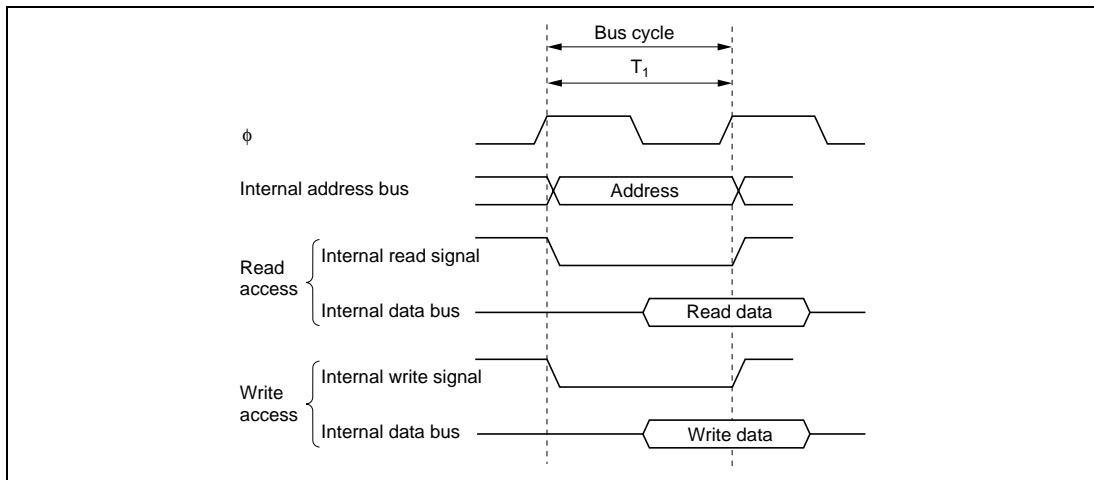 Bus cycle
T₁
ϕ
Internal address bus
Address
Read access
Internal read signal
Internal data bus
Read data
Write access
Internal write signal
Internal data bus
Write data